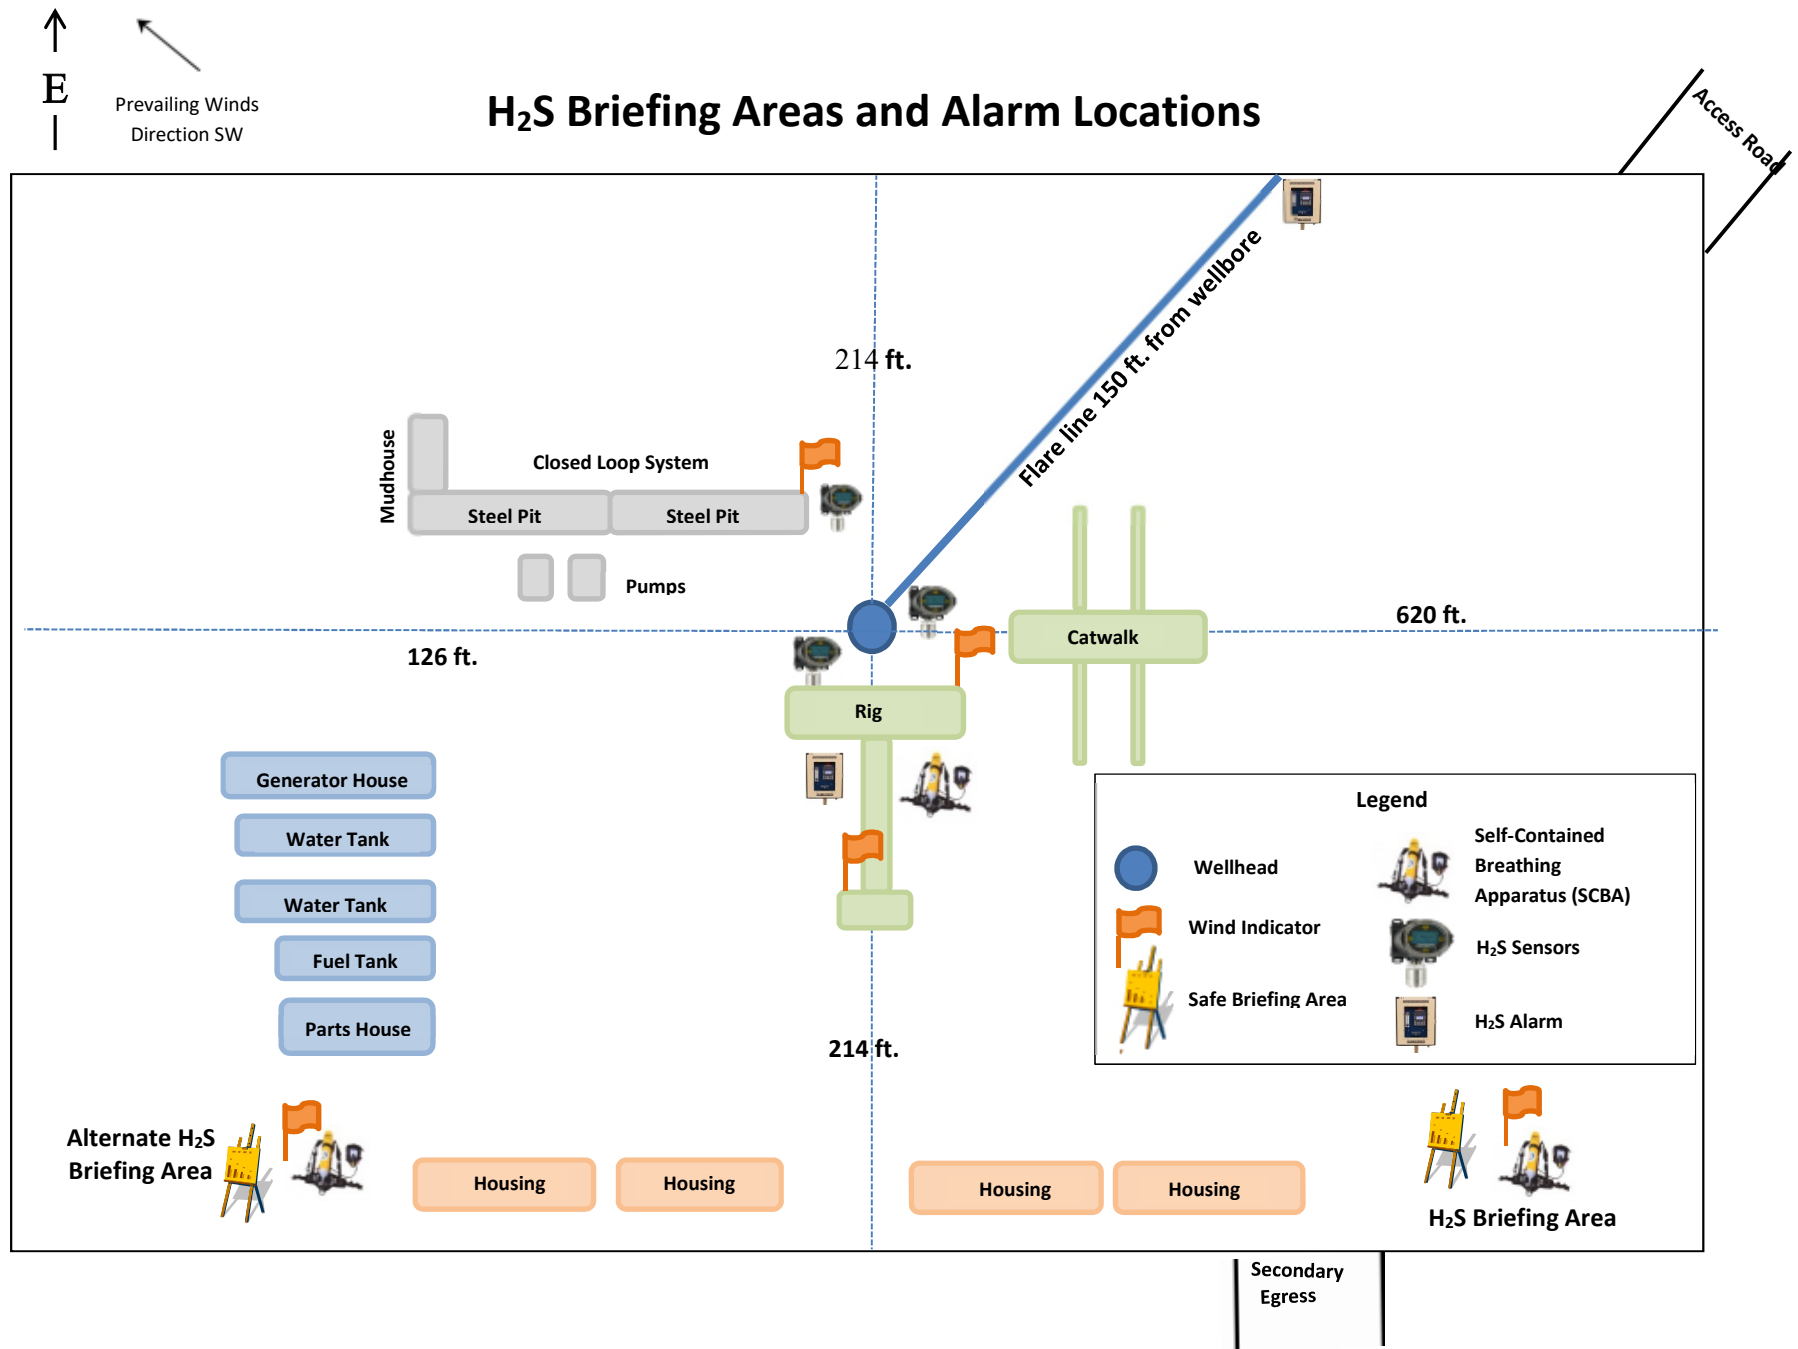 E
Prevailing Winds
Direction SW
H₂S Briefing Areas and Alarm Locations
Access Road
214 ft.
Flare line 150 ft. from wellbore
Mudhouse
Closed Loop System
Steel Pit
Steel Pit
Pumps
126 ft.
Catwalk
620 ft.
Rig
Generator House
Water Tank
Water Tank
Fuel Tank
Parts House
214 ft.
Legend
Wellhead
Wind Indicator
Safe Briefing Area
Self-Contained
Breathing
Apparatus (SCBA)
H₂S Sensors
H₂S Alarm
Alternate H₂S
Briefing Area
Housing
Housing
Housing
Housing
H₂S Briefing Area
Secondary
Egress